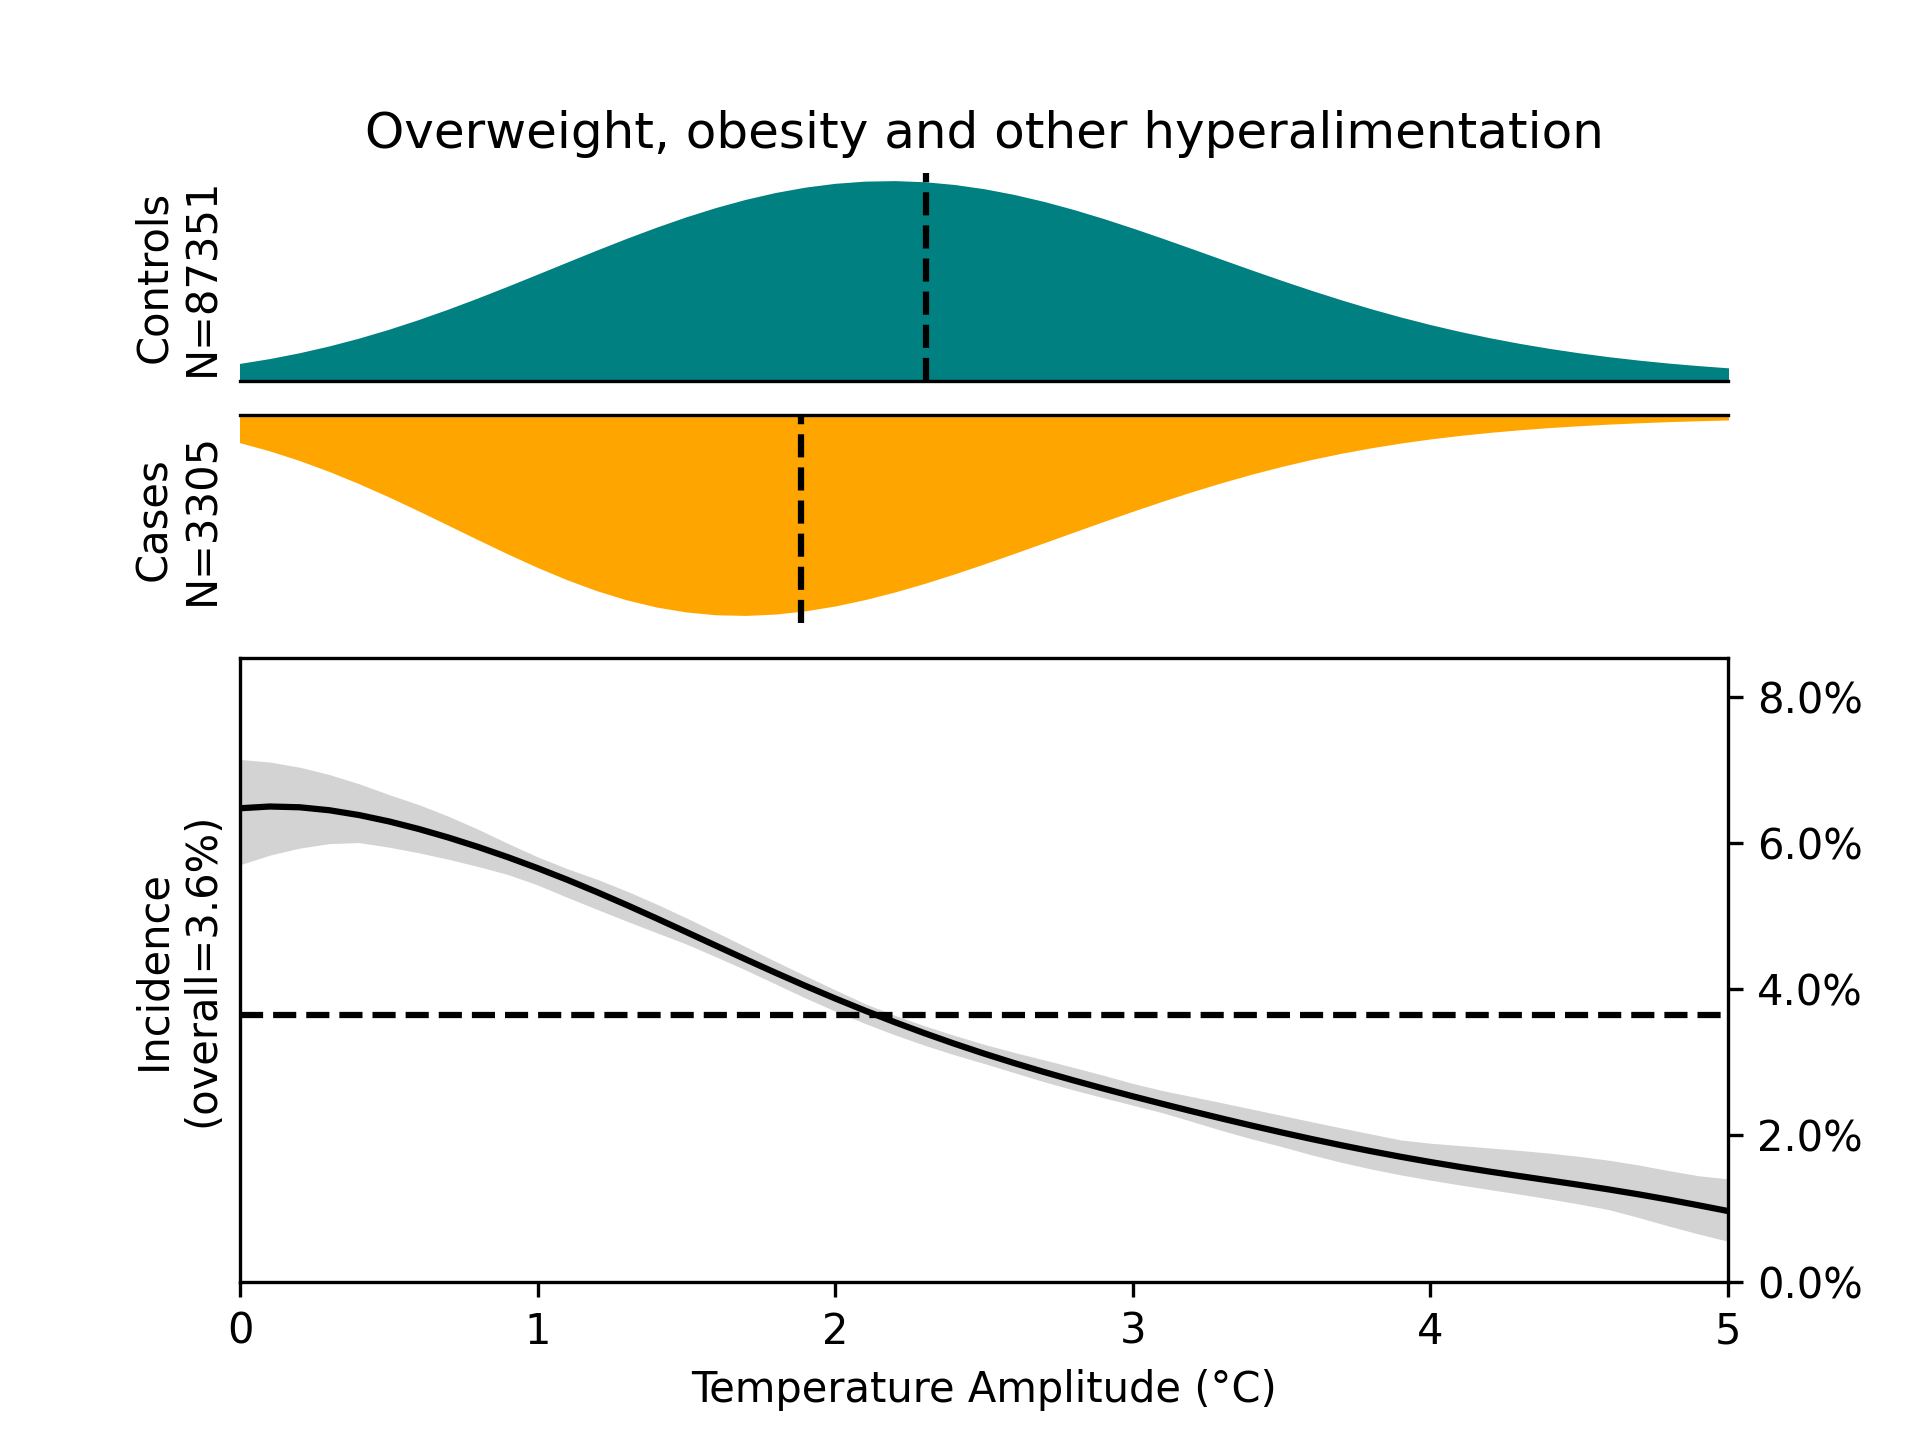 Overweight, obesity and other hyperalimentation
Controls
N=87351
Cases
N=3305
Incidence
(overall=3.6%)
8.0%
6.0%
4.0%
2.0%
0.0%
0 1 2 3 4 5
Temperature Amplitude (°C)